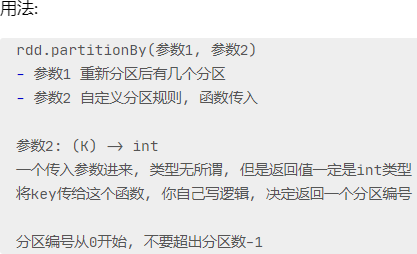 用法:
rdd.partitionBy(参数1, 参数2)
- 参数1 重新分区后有几个分区
- 参数2 自定义分区规则, 函数传入
参数2: (K) -> int
一个传入参数进来, 类型无所谓, 但是返回值一定是int类型
将key传给这个函数, 你自己写逻辑, 决定返回一个分区编号
分区编号从0开始, 不要超出分区数-1